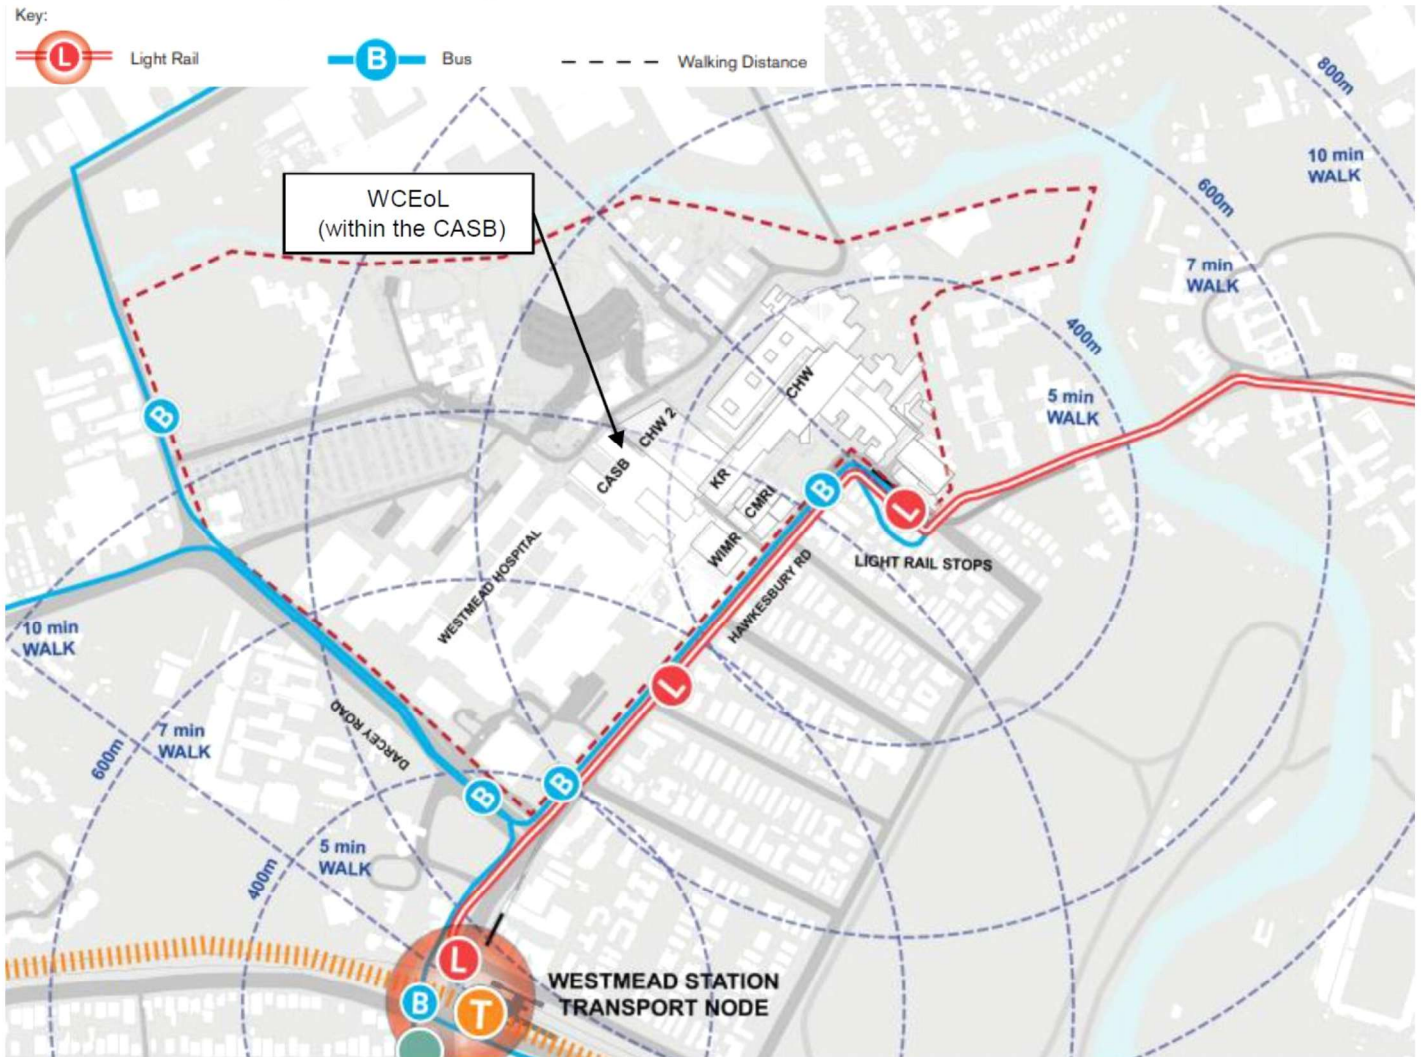 Key:
L
Light Rail
B
Bus
Walking Distance
800m
10 min
WALK
600m
WCEoL
(within the CASB)
7 min
WALK
400m
5 min
WALK
CHW
B
CHW 2
CASB
KR
CMRI
WIMR
B
L
LIGHT RAIL STOPS
WESTMEAD HOSPITAL
HAWKESBURY RD
10 min
WALK
L
DARCEY ROAD
7 min
WALK
600m
B
B
5 min
WALK
400m
L
WESTMEAD STATION
TRANSPORT NODE
B
T